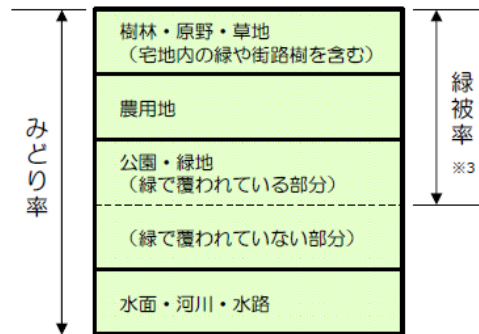 みどり率
樹林・原野・草地
（宅地内の緑や街路樹を含む）
農用地
公園・緑地
（緑で覆われている部分）
（緑で覆われていない部分）
水面・河川・水路
緑被率
※3